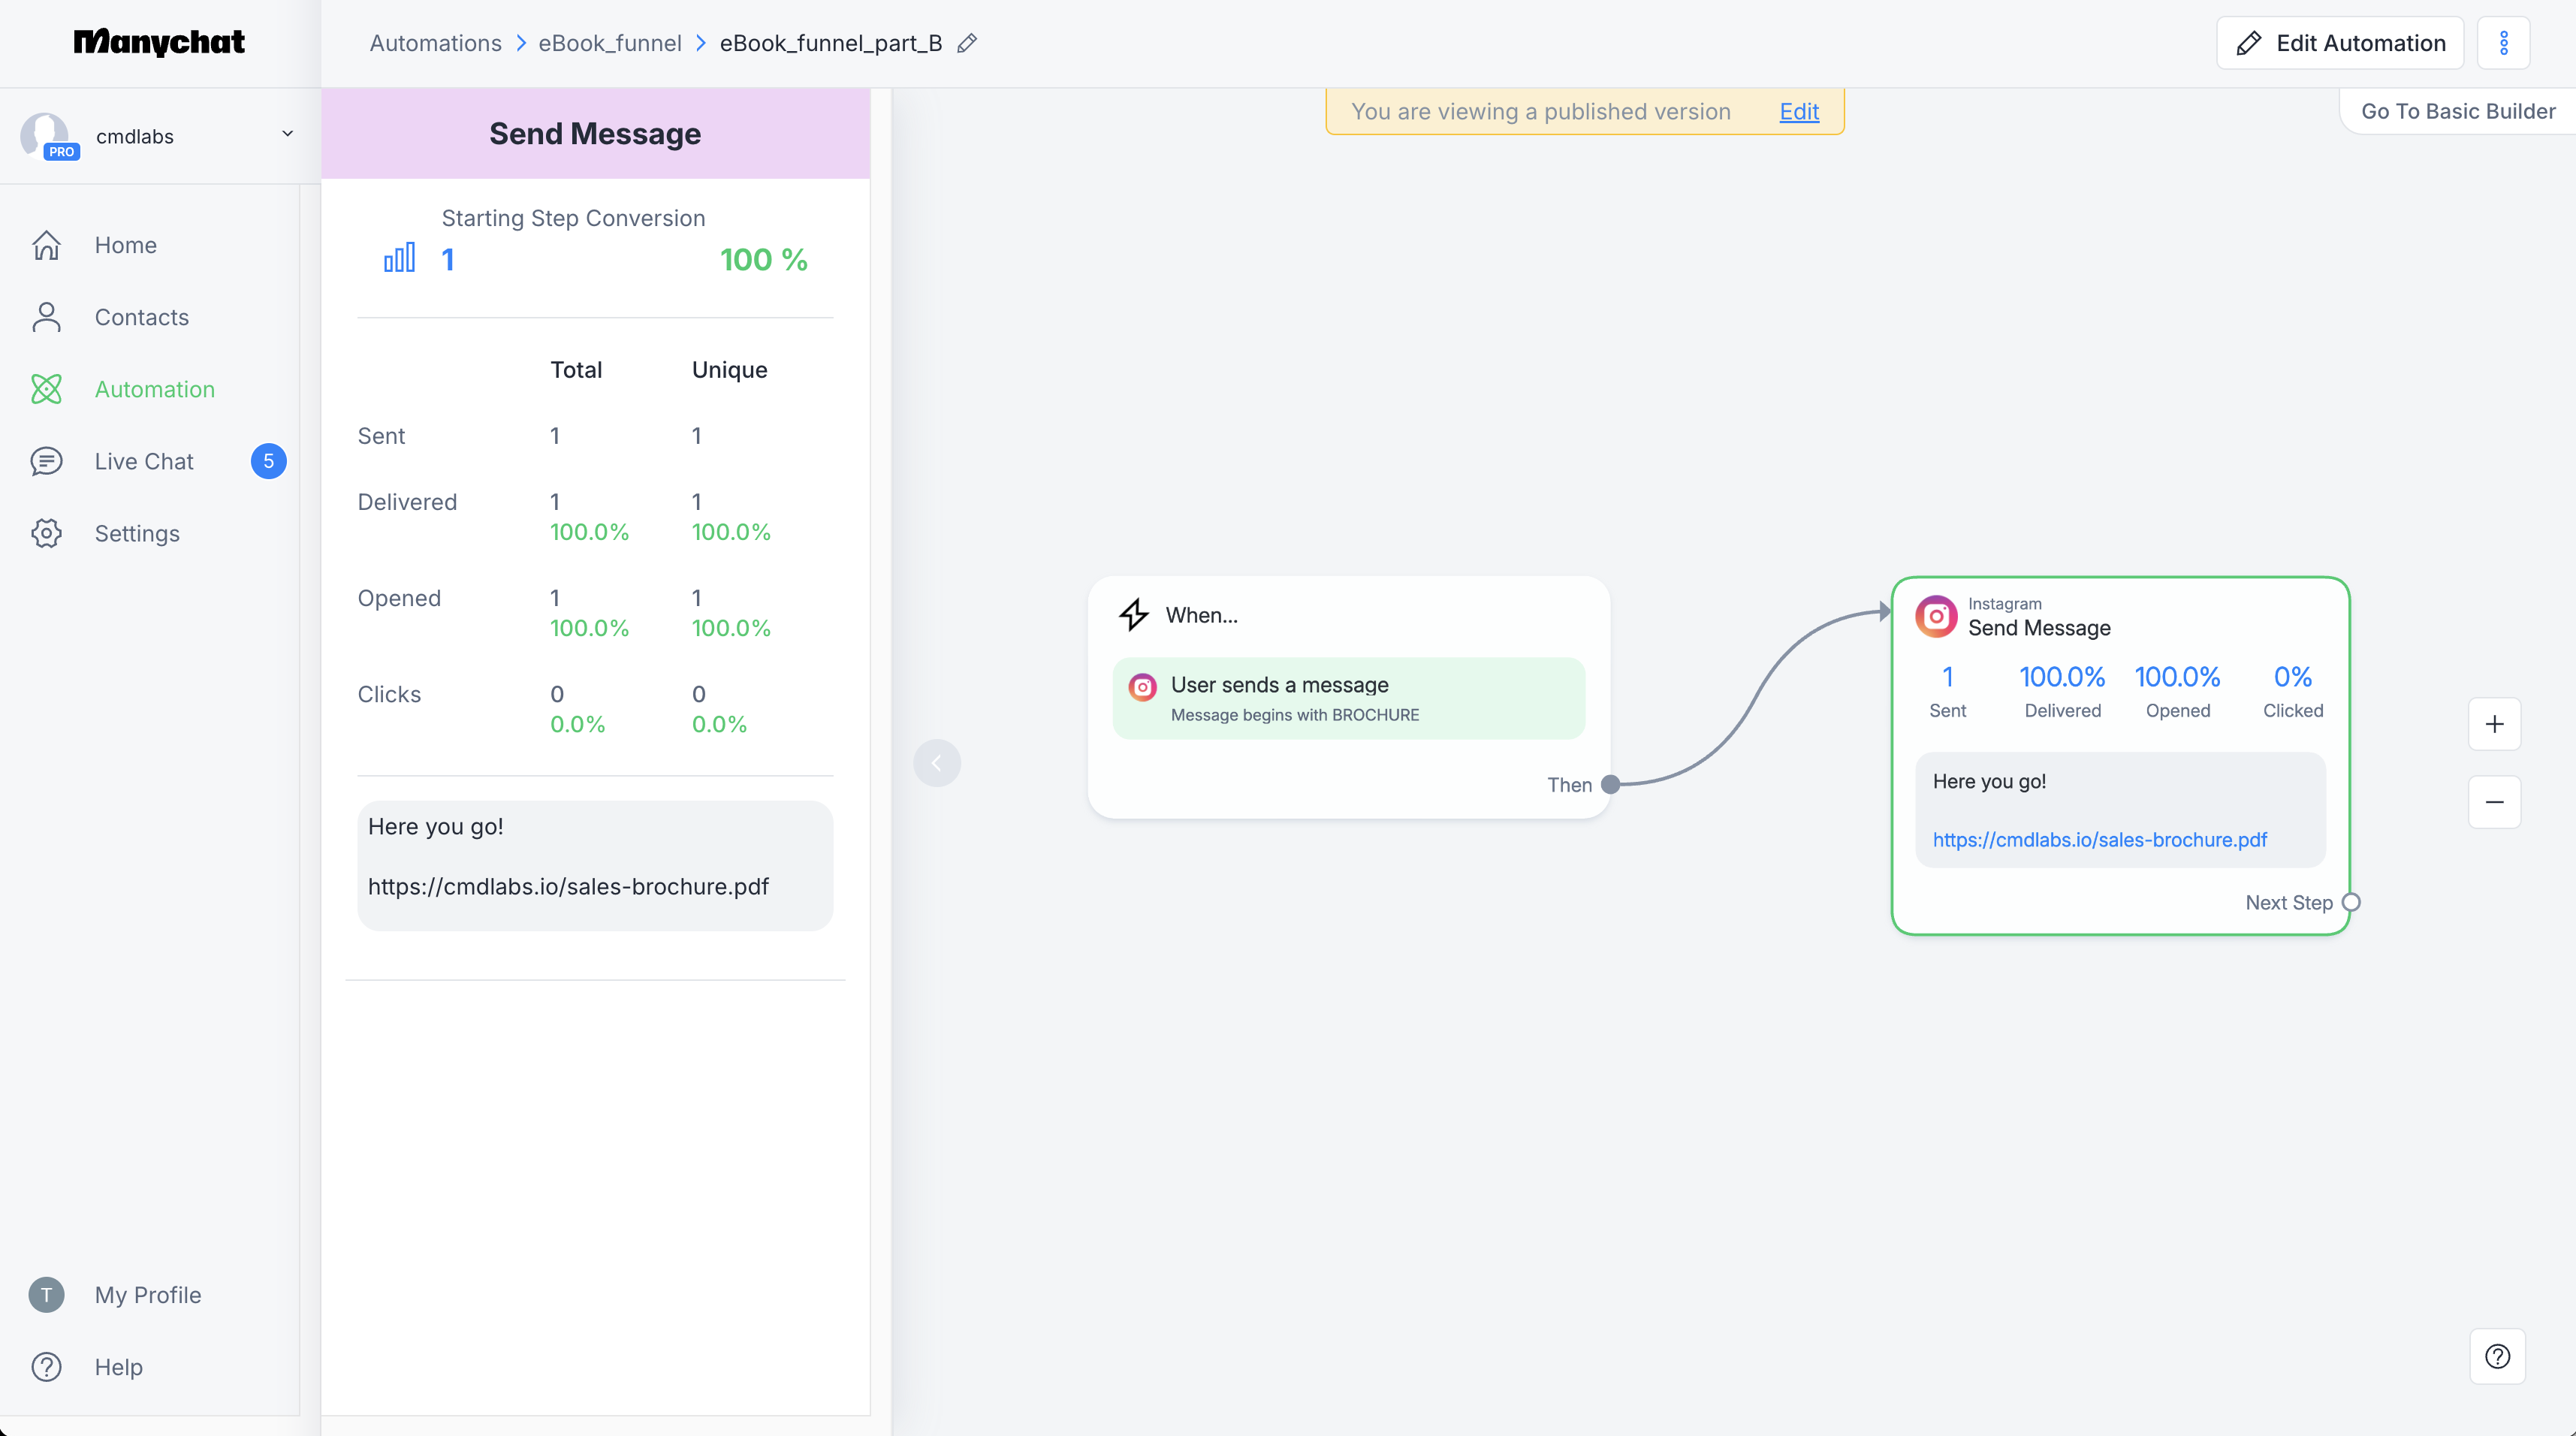 Manychat
Automations > eBook_funnel > eBook_funnel_part_B
Edit Automation
PRO
cmdlabs
Home
Contacts
Automation
Live Chat 5
Settings
T My Profile
Help
Send Message
Starting Step Conversion
1 100 %
Total Unique
Sent 1 1
Delivered 1 1
100.0% 100.0%
Opened 1 1
100.0% 100.0%
Clicks 0 0
0.0% 0.0%
Here you go!
https://cmdlabs.io/sales-brochure.pdf
You are viewing a published version Edit
Go To Basic Builder
When...
User sends a message
Message begins with BROCHURE
Then
Instagram
Send Message
1 100.0% 100.0% 0%
Sent Delivered Opened Clicked
Here you go!
https://cmdlabs.io/sales-brochure.pdf
Next Step